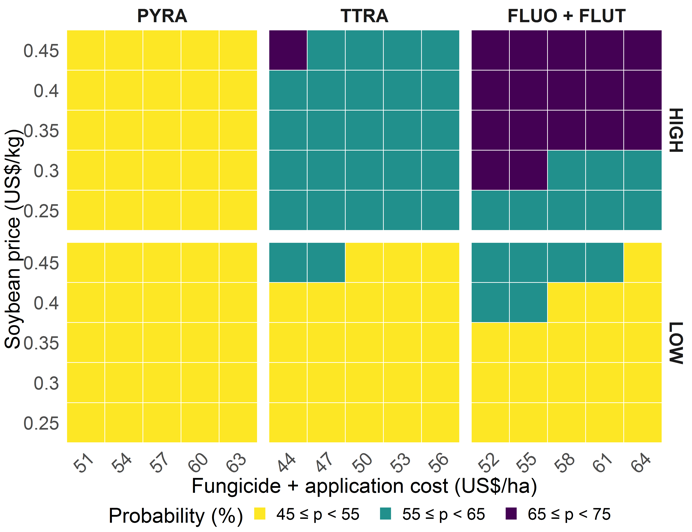 PYRA TTRA FLUO + FLUT
Soybean price (US$/kg)
0.45
0.4
0.35
0.3
0.25
HIGH
0.45
0.4
0.35
0.3
0.25
LOW
51 54 57 60 63 44 47 50 53 56 52 55 58 61 64
Fungicide + application cost (US$/ha)
Probability (%) 45 ≤ p < 55 55 ≤ p < 65 65 ≤ p < 75